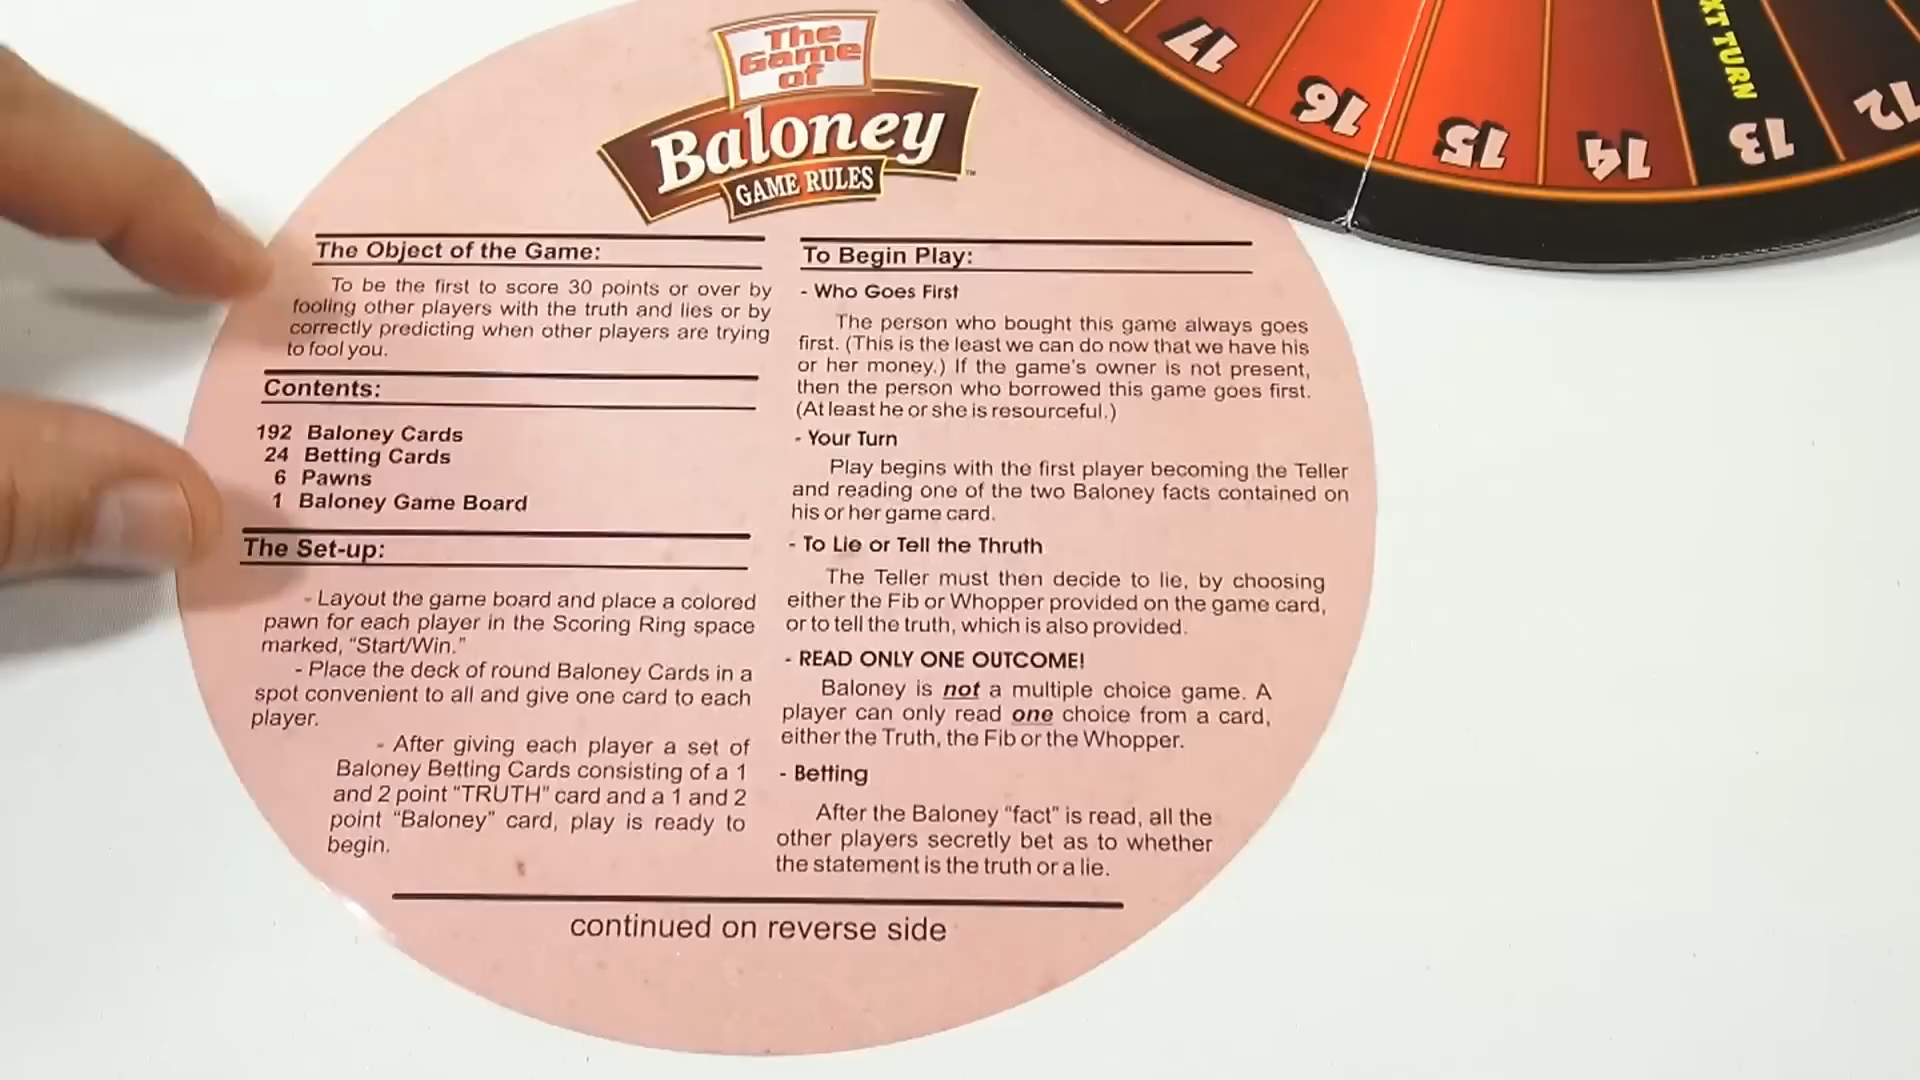 The
Game
of
Baloney
GAME RULES
™
The Object of the Game:
To be the first to score 30 points or over by
fooling other players with the truth and lies or by
correctly predicting when other players are trying
to fool you.
Contents:
192 Baloney Cards
24 Betting Cards
6 Pawns
1 Baloney Game Board
The Set-up:
- Layout the game board and place a colored
pawn for each player in the Scoring Ring space
marked, "Start/Win."
- Place the deck of round Baloney Cards in a
spot convenient to all and give one card to each
player.
- After giving each player a set of
Baloney Betting Cards consisting of a 1
and 2 point "TRUTH" card and a 1 and 2
point "Baloney" card, play is ready to
begin.
To Begin Play:
- Who Goes First
The person who bought this game always goes
first. (This is the least we can do now that we have his
or her money.) If the game's owner is not present,
then the person who borrowed this game goes first.
(At least he or she is resourceful.)
- Your Turn
Play begins with the first player becoming the Teller
and reading one of the two Baloney facts contained on
his or her game card.
- To Lie or Tell the Thruth
The Teller must then decide to lie, by choosing
either the Fib or Whopper provided on the game card,
or to tell the truth, which is also provided.
- READ ONLY ONE OUTCOME!
Baloney is not a multiple choice game. A
player can only read one choice from a card,
either the Truth, the Fib or the Whopper.
- Betting
After the Baloney "fact" is read, all the
other players secretly bet as to whether
the statement is the truth or a lie.
continued on reverse side
17
16
15
14
13
12
TURN